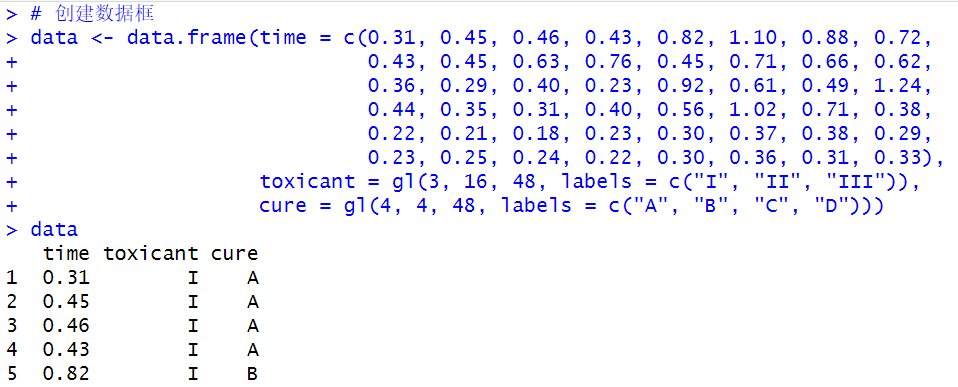 > # 创建数据框
> data <- data.frame(time = c(0.31, 0.45, 0.46, 0.43, 0.82, 1.10, 0.88, 0.72,
+                             0.43, 0.45, 0.63, 0.76, 0.45, 0.71, 0.66, 0.62,
+                             0.36, 0.29, 0.40, 0.23, 0.92, 0.61, 0.49, 1.24,
+                             0.44, 0.35, 0.31, 0.40, 0.56, 1.02, 0.71, 0.38,
+                             0.22, 0.21, 0.18, 0.23, 0.30, 0.37, 0.38, 0.29,
+                             0.23, 0.25, 0.24, 0.22, 0.30, 0.36, 0.31, 0.33),
+                    toxicant = gl(3, 16, 48, labels = c("I", "II", "III")),
+                    cure = gl(4, 4, 48, labels = c("A", "B", "C", "D")))
> data
   time toxicant cure
1  0.31        I    A
2  0.45        I    A
3  0.46        I    A
4  0.43        I    A
5  0.82        I    B